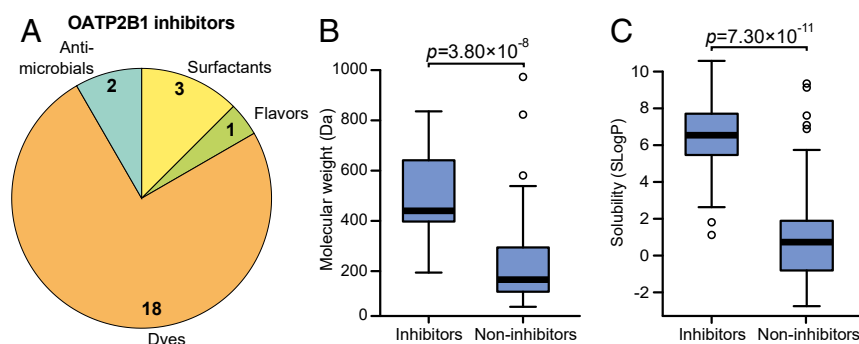 A
OATP2B1 inhibitors
Anti-
microbials
2
3
Surfactants
Flavors
1
18
Dyes
B
p=3.80×10-8
Molecular weight (Da)
1000
800
600
400
200
0
Inhibitors
Non-inhibitors
C
p=7.30×10-11
Solubility (SLogP)
10
8
6
4
2
0
-2
Inhibitors
Non-inhibitors